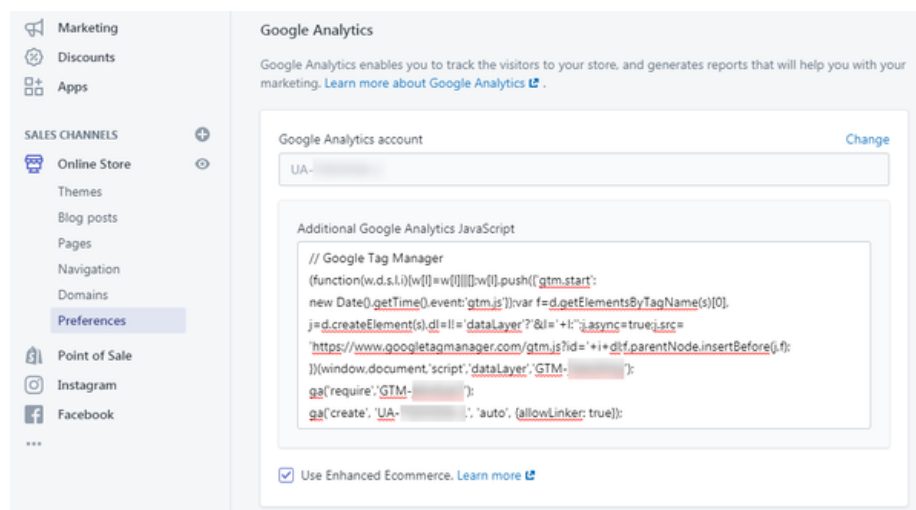 Marketing
Discounts
Apps
SALES CHANNELS
Online Store
Themes
Blog posts
Pages
Navigation
Domains
Preferences
Point of Sale
Instagram
Facebook
Google Analytics
Google Analytics enables you to track the visitors to your store, and generates reports that will help you with your
marketing. Learn more about Google Analytics .
Google Analytics account
Change
UA-
Additional Google Analytics JavaScript
// Google Tag Manager
(function(w,d,s,l,i){w[l]=w[l]||[];w[l].push({'gtm.start':
new Date().getTime(),event:'gtm.js'});var f=d.getElementsByTagName(s)[0],
j=d.createElement(s),dl=l!='dataLayer'?'&l='+l:'';j.async=true;j.src=
'https://www.googletagmanager.com/gtm.js?id='+i+dl;f.parentNode.insertBefore(j,f);
})(window,document,'script','dataLayer','GTM- ');
ga('require','GTM- ');
ga('create', 'UA- ', 'auto', {allowLinker: true});
Use Enhanced Ecommerce. Learn more